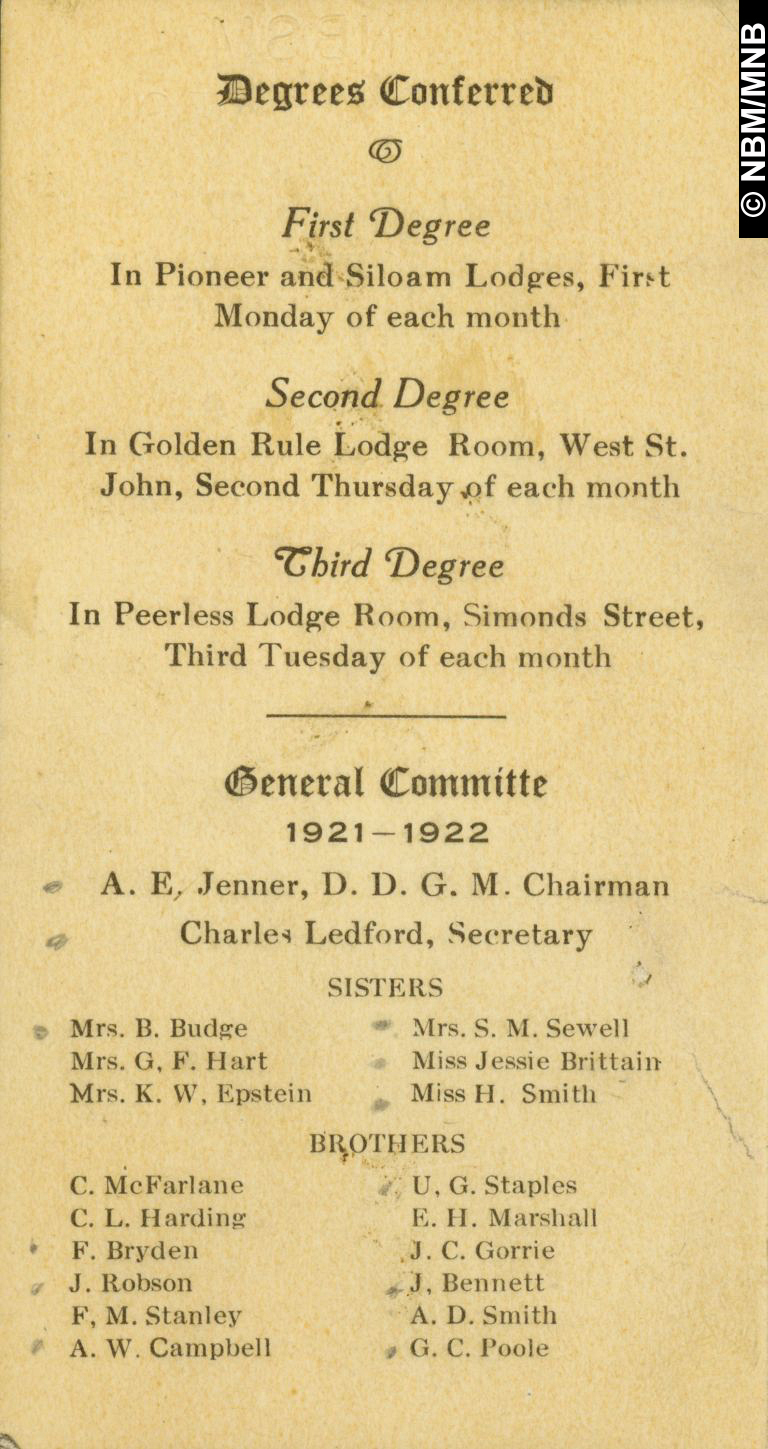 Degrees Conferred
First Degree
In Pioneer and Siloam Lodges, First
Monday of each month
Second Degree
In Golden Rule Lodge Room, West St.
John, Second Thursday of each month
Third Degree
In Peerless Lodge Room, Simonds Street,
Third Tuesday of each month
General Committe
1921-1922
A. E, Jenner, D. D. G. M. Chairman
Charles Ledford, Secretary
SISTERS
Mrs. B. Budge Mrs. S. M. Sewell
Mrs. G, F. Hart Miss Jessie Brittain
Mrs. K. W, Epstein Miss H. Smith
BROTHERS
C. McFarlane U, G. Staples
C. L. Harding E. H. Marshall
F. Bryden J. C. Gorrie
J. Robson J, Bennett
F, M. Stanley A. D. Smith
A. W. Campbell G. C. Poole
© NBM/MNB